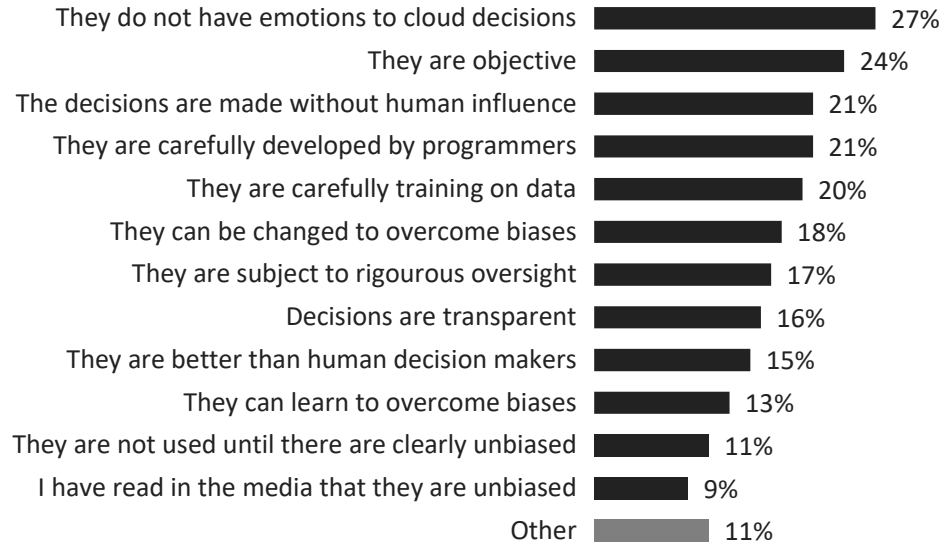 They do not have emotions to cloud decisions 27%
They are objective 24%
The decisions are made without human influence 21%
They are carefully developed by programmers 21%
They are carefully training on data 20%
They can be changed to overcome biases 18%
They are subject to rigourous oversight 17%
Decisions are transparent 16%
They are better than human decision makers 15%
They can learn to overcome biases 13%
They are not used until there are clearly unbiased 11%
I have read in the media that they are unbiased 9%
Other 11%